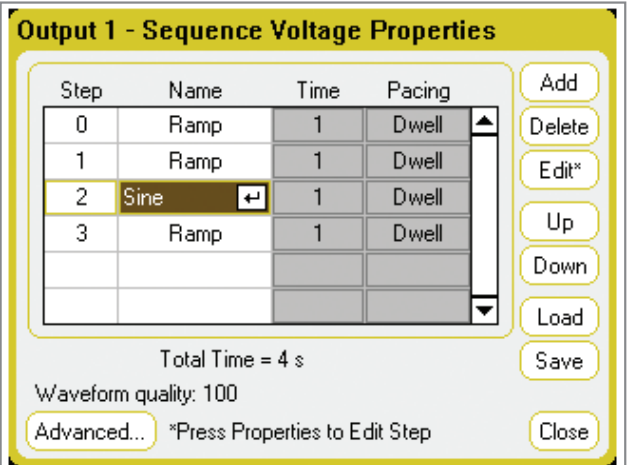 Output 1 - Sequence Voltage Properties
Step Name Time Pacing
0 Ramp 1 Dwell
1 Ramp 1 Dwell
2 Sine 1 Dwell
3 Ramp 1 Dwell
Total Time = 4 s
Waveform quality: 100
Advanced... *Press Properties to Edit Step
Add
Delete
Edit*
Up
Down
Load
Save
Close